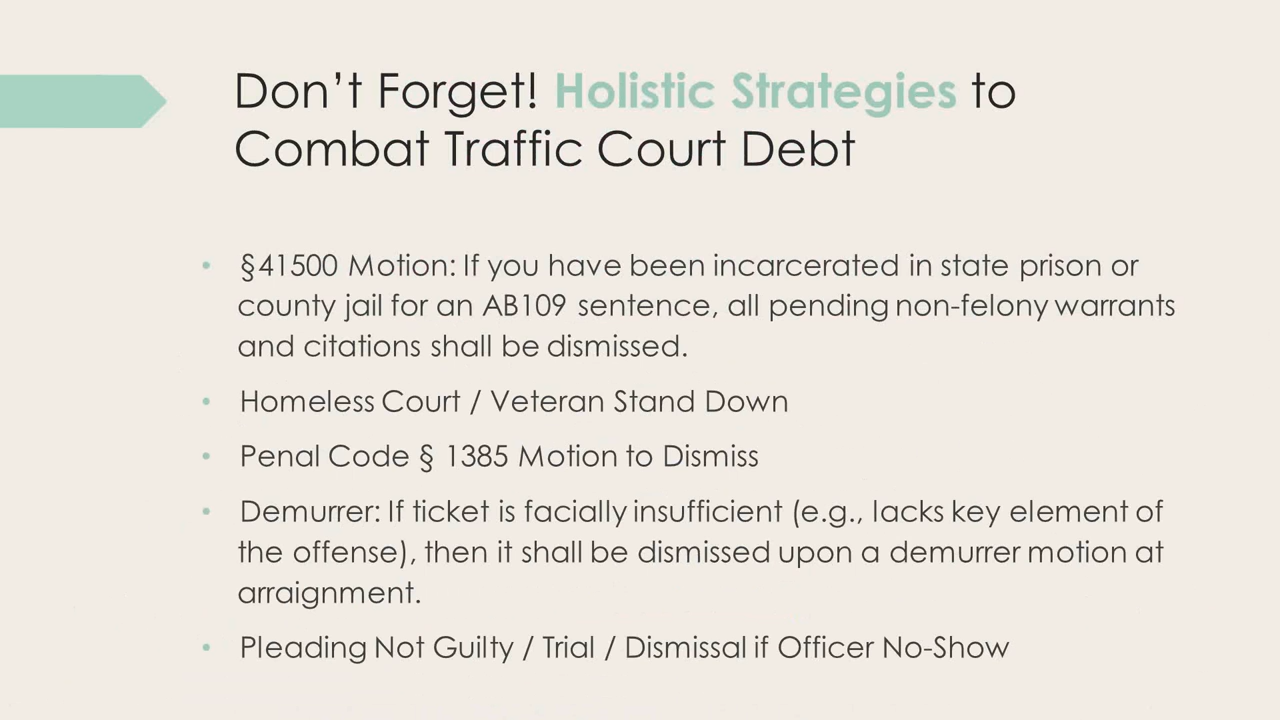 Don’t Forget! Holistic Strategies to
Combat Traffic Court Debt
• §41500 Motion: If you have been incarcerated in state prison or
county jail for an AB109 sentence, all pending non-felony warrants
and citations shall be dismissed.
• Homeless Court / Veteran Stand Down
• Penal Code § 1385 Motion to Dismiss
• Demurrer: If ticket is facially insufficient (e.g., lacks key element of
the offense), then it shall be dismissed upon a demurrer motion at
arraignment.
• Pleading Not Guilty / Trial / Dismissal if Officer No-Show